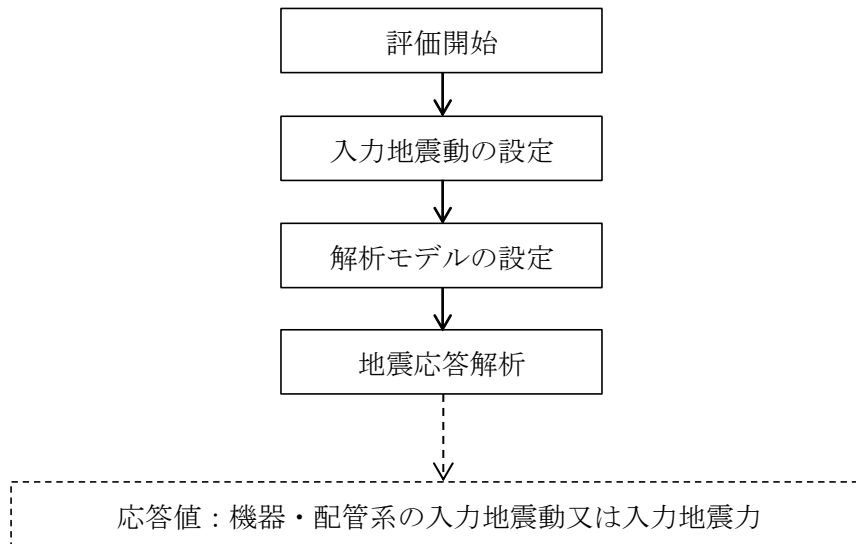 評価開始
入力地震動の設定
解析モデルの設定
地震応答解析
応答値：機器・配管系の入力地震動又は入力地震力